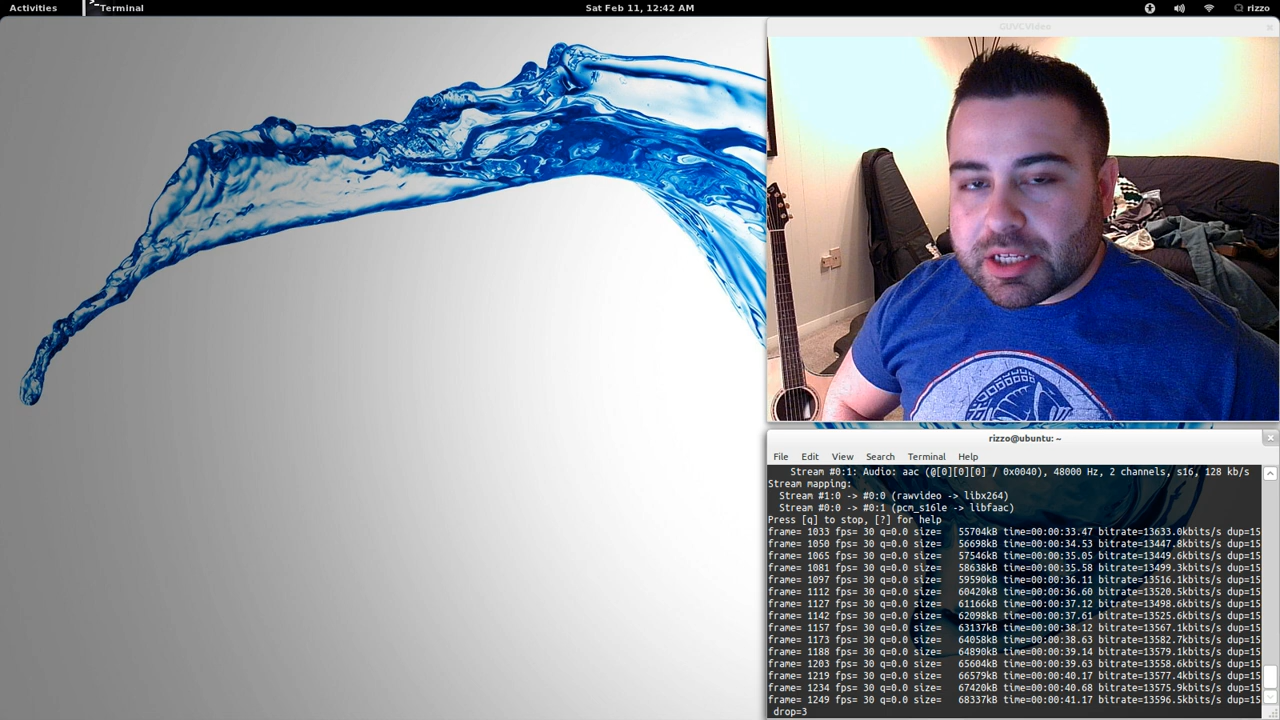 Activities
Terminal
Sat Feb 11, 12:42 AM
rizzo
GUVCVideo
rizzo@ubuntu: ~
File Edit View Search Terminal Help
    Stream #0:1: Audio: aac (@[0][0][0] / 0x0040), 48000 Hz, 2 channels, s16, 128 kb/s
Stream mapping:
  Stream #1:0 -> #0:0 (rawvideo -> libx264)
  Stream #0:0 -> #0:1 (pcm_s16le -> libfaac)
Press [q] to stop, [?] for help
frame= 1033 fps= 30 q=0.0 size=   55704kB time=00:00:33.47 bitrate=13633.0kbits/s dup=15
frame= 1050 fps= 30 q=0.0 size=   56698kB time=00:00:34.53 bitrate=13447.8kbits/s dup=15
frame= 1065 fps= 30 q=0.0 size=   57546kB time=00:00:35.05 bitrate=13449.6kbits/s dup=15
frame= 1081 fps= 30 q=0.0 size=   58638kB time=00:00:35.58 bitrate=13499.3kbits/s dup=15
frame= 1097 fps= 30 q=0.0 size=   59590kB time=00:00:36.11 bitrate=13516.1kbits/s dup=15
frame= 1112 fps= 30 q=0.0 size=   60420kB time=00:00:36.60 bitrate=13520.5kbits/s dup=15
frame= 1127 fps= 30 q=0.0 size=   61166kB time=00:00:37.12 bitrate=13498.6kbits/s dup=15
frame= 1142 fps= 30 q=0.0 size=   62098kB time=00:00:37.61 bitrate=13525.6kbits/s dup=15
frame= 1157 fps= 30 q=0.0 size=   63137kB time=00:00:38.12 bitrate=13567.1kbits/s dup=15
frame= 1173 fps= 30 q=0.0 size=   64058kB time=00:00:38.63 bitrate=13582.7kbits/s dup=15
frame= 1188 fps= 30 q=0.0 size=   64890kB time=00:00:39.14 bitrate=13579.1kbits/s dup=15
frame= 1203 fps= 30 q=0.0 size=   65604kB time=00:00:39.63 bitrate=13558.6kbits/s dup=15
frame= 1219 fps= 30 q=0.0 size=   66579kB time=00:00:40.17 bitrate=13577.4kbits/s dup=15
frame= 1234 fps= 30 q=0.0 size=   67420kB time=00:00:40.68 bitrate=13575.9kbits/s dup=15
frame= 1249 fps= 30 q=0.0 size=   68337kB time=00:00:41.17 bitrate=13596.5kbits/s dup=15
 drop=3